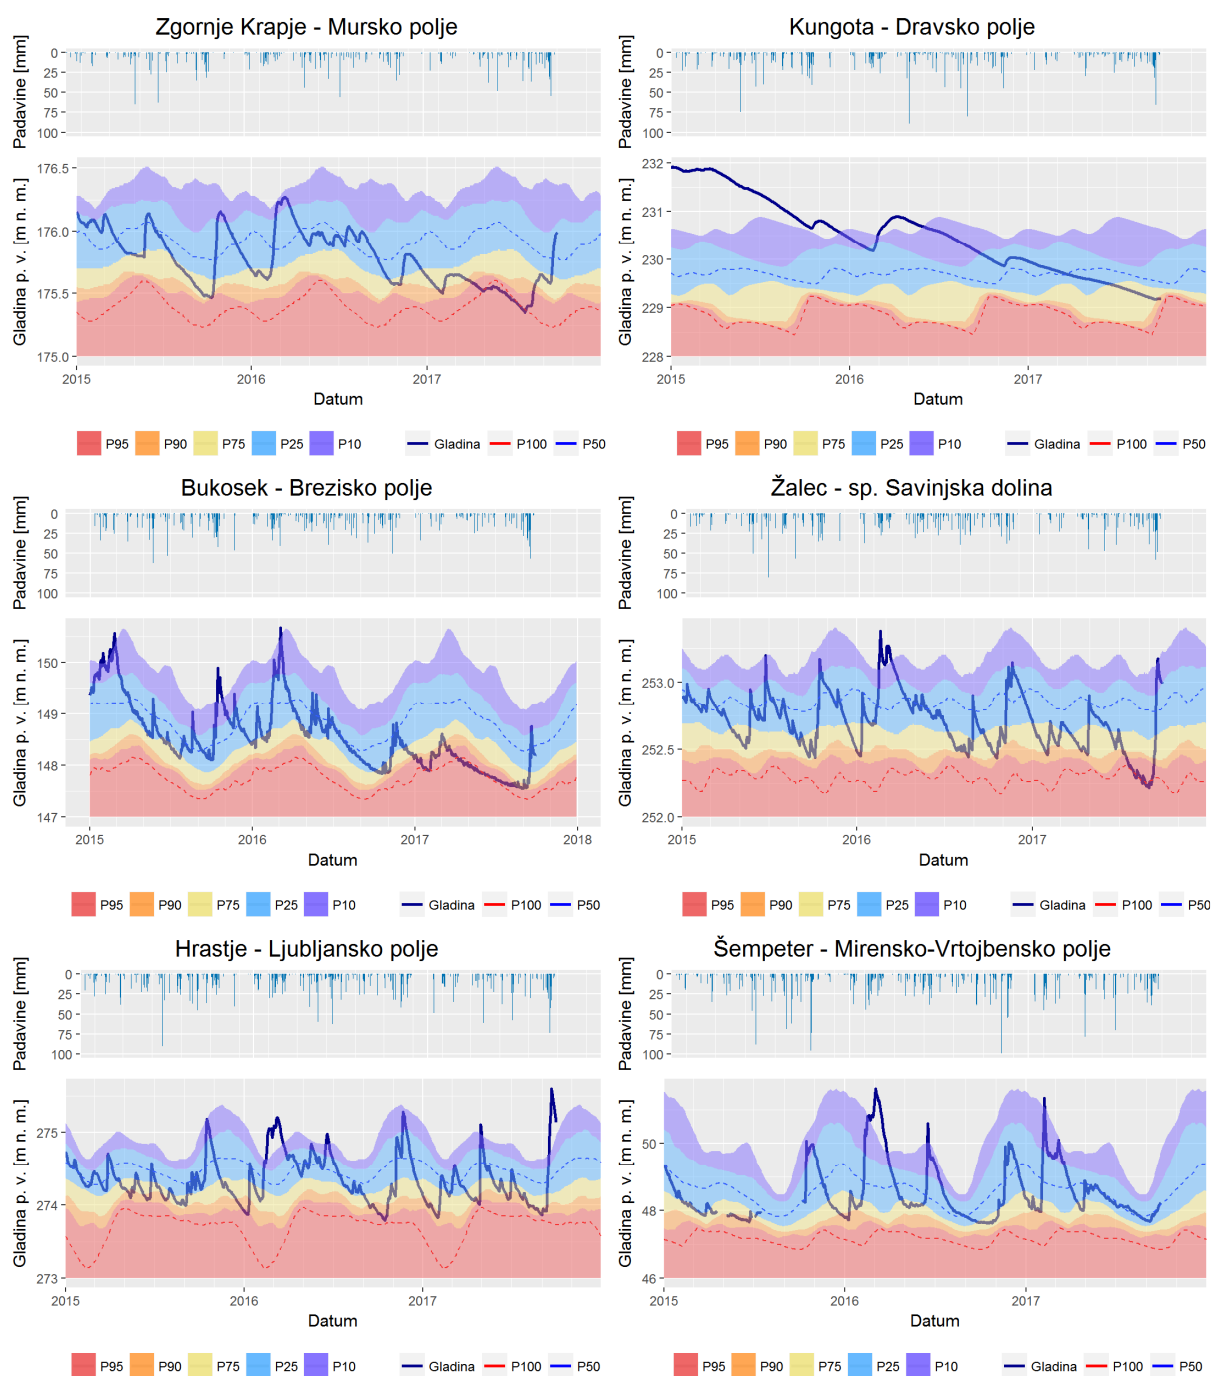 Zgornje Krapje - Mursko polje
Padavine [mm]
0
25
50
75
100
Gladina p. v. [m n. m.]
176.5
176.0
175.5
175.0
2015
2016
2017
Datum
P95
P90
P75
P25
P10
Gladina
P100
P50
Kungota - Dravsko polje
Padavine [mm]
0
25
50
75
100
Gladina p. v. [m n. m.]
232
231
230
229
228
2015
2016
2017
Datum
P95
P90
P75
P25
P10
Gladina
P100
P50
Bukosek - Brezisko polje
Padavine [mm]
0
25
50
75
100
Gladina p. v. [m n. m.]
150
149
148
147
2015
2016
2017
2018
Datum
P95
P90
P75
P25
P10
Gladina
P100
P50
Žalec - sp. Savinjska dolina
Padavine [mm]
0
25
50
75
100
Gladina p. v. [m n. m.]
253.0
252.5
252.0
2015
2016
2017
Datum
P95
P90
P75
P25
P10
Gladina
P100
P50
Hrastje - Ljubljansko polje
Padavine [mm]
0
25
50
75
100
Gladina p. v. [m n. m.]
275
274
273
2015
2016
2017
Datum
P95
P90
P75
P25
P10
Gladina
P100
P50
Šempeter - Mirensko-Vrtojbensko polje
Padavine [mm]
0
25
50
75
100
Gladina p. v. [m n. m.]
50
48
46
2015
2016
2017
Datum
P95
P90
P75
P25
P10
Gladina
P100
P50